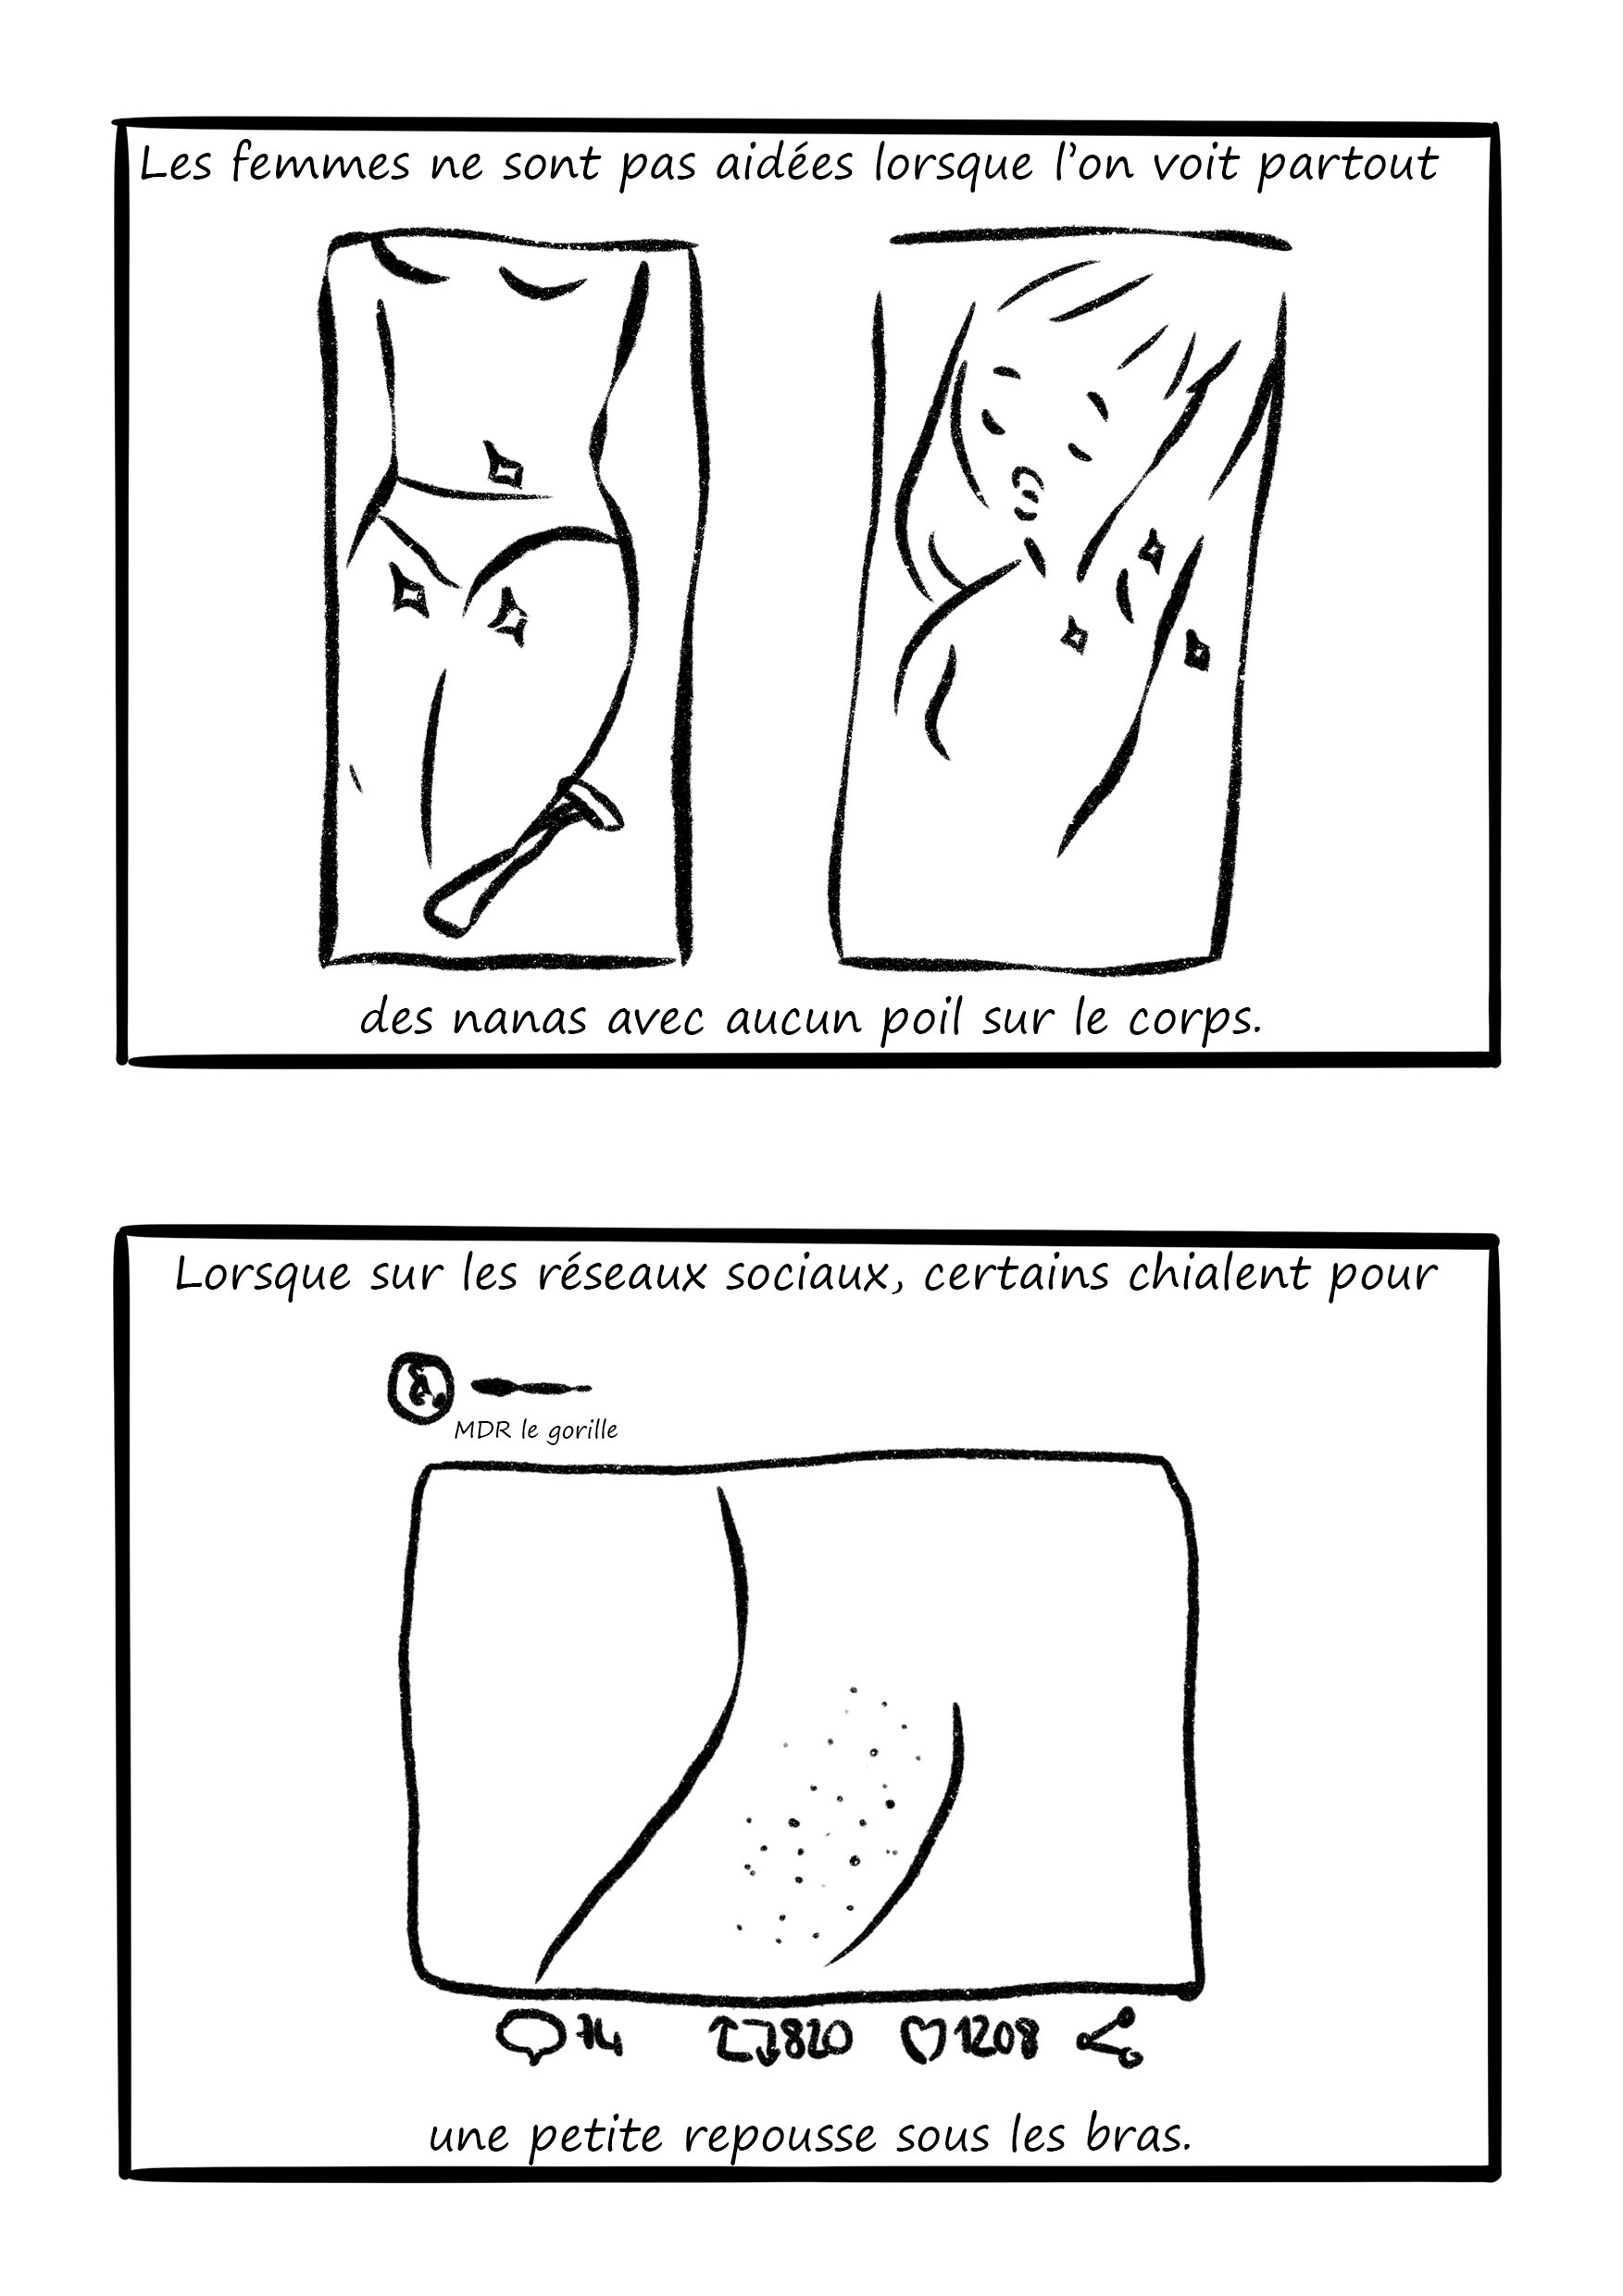 Les femmes ne sont pas aidées lorsque l'on voit partout
des nanas avec aucun poil sur le corps.
Lorsque sur les réseaux sociaux, certains chialent pour
MDR le gorille
74 820 1208
une petite repousse sous les bras.